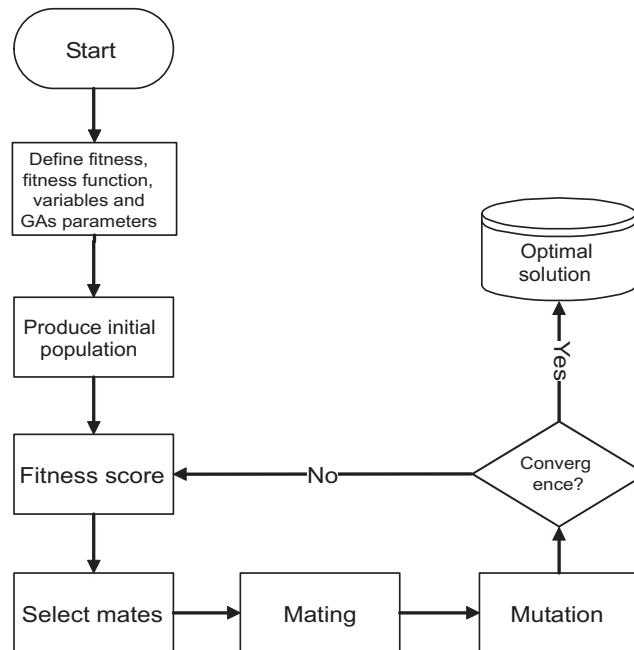 Start
Define fitness,
fitness function,
variables and
GAs parameters
Produce initial
population
Fitness score
Select mates
Mating
Mutation
Converg
ence?
No
Yes
Optimal
solution